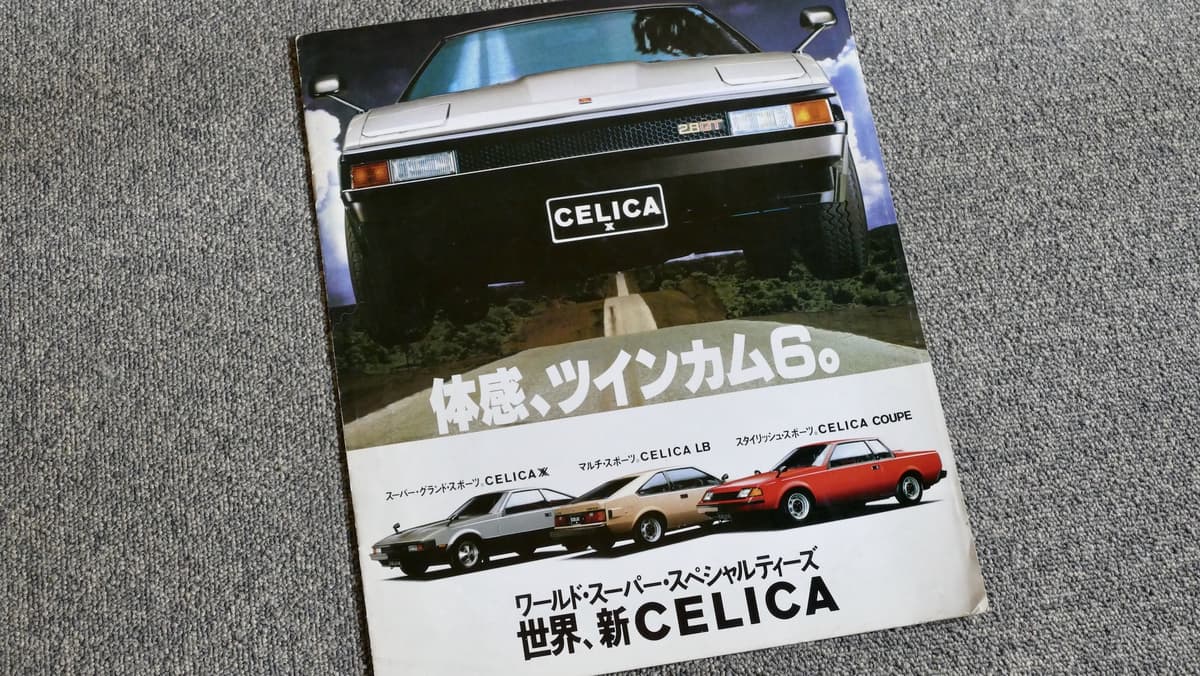 2.8GT
CELICA
XX
体感、ツインカム6。
スーパー・グランド・スポーツ。CELICA XX
マルチ・スポーツ。CELICA LB
スタイリッシュ・スポーツ。CELICA COUPE
ワールド・スーパー・スペシャルティーズ
世界、新CELICA